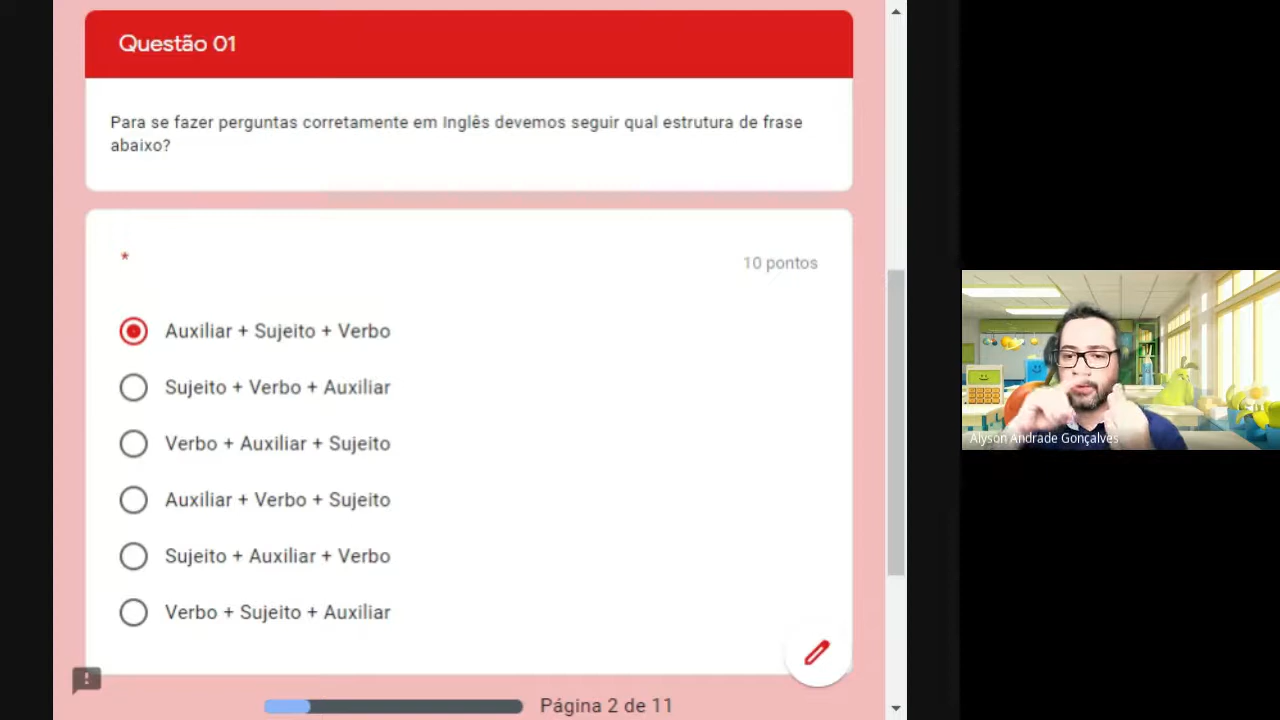 Questão 01
Para se fazer perguntas corretamente em Inglês devemos seguir qual estrutura de frase
abaixo?
*
10 pontos
Auxiliar + Sujeito + Verbo
Sujeito + Verbo + Auxiliar
Verbo + Auxiliar + Sujeito
Auxiliar + Verbo + Sujeito
Sujeito + Auxiliar + Verbo
Verbo + Sujeito + Auxiliar
Página 2 de 11
Alyson Andrade Gonçalves